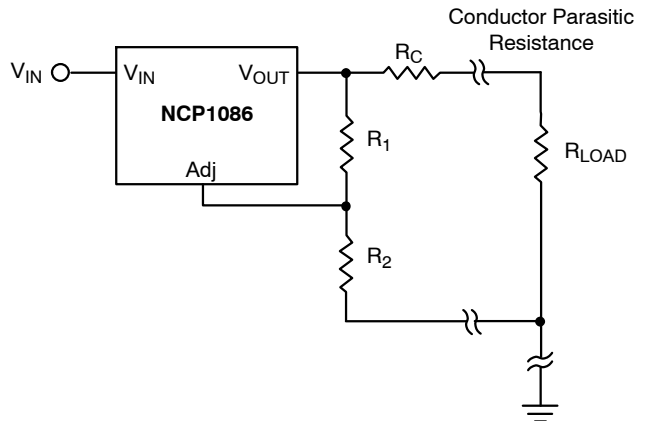 Conductor Parasitic
Resistance
V_IN
V_IN
V_OUT
R_C
NCP1086
R_1
R_LOAD
Adj
R_2